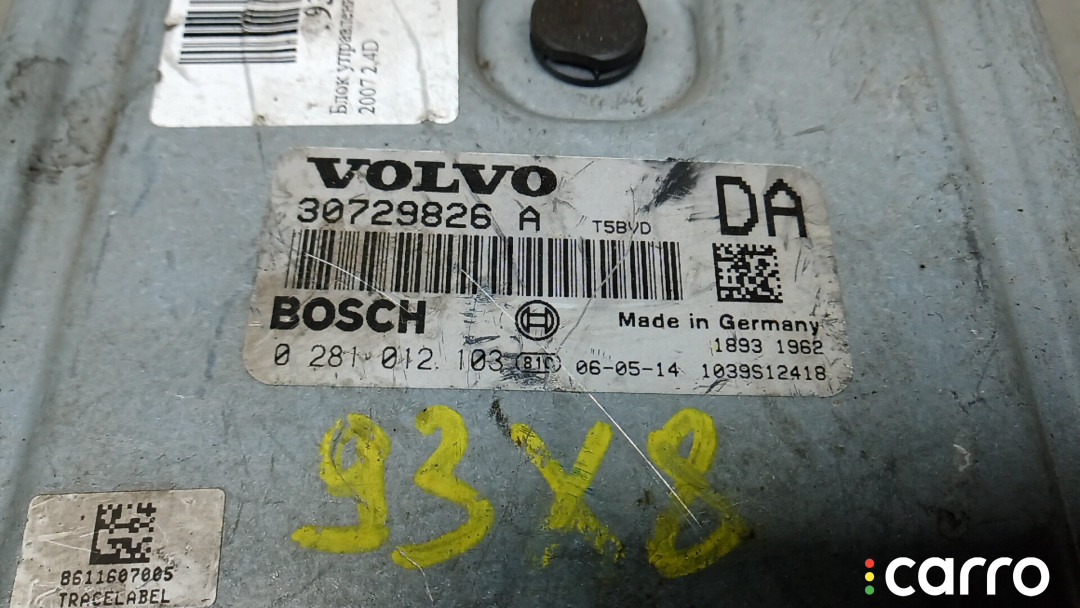 Блок управлен
2007 2,4D
VOLVO
30729826 A T5BVD DA
BOSCH Made in Germany
1893 1962
0 281 012 103 810 06-05-14 1039S12418
93X8
8611607005
TRACELABEL
carro